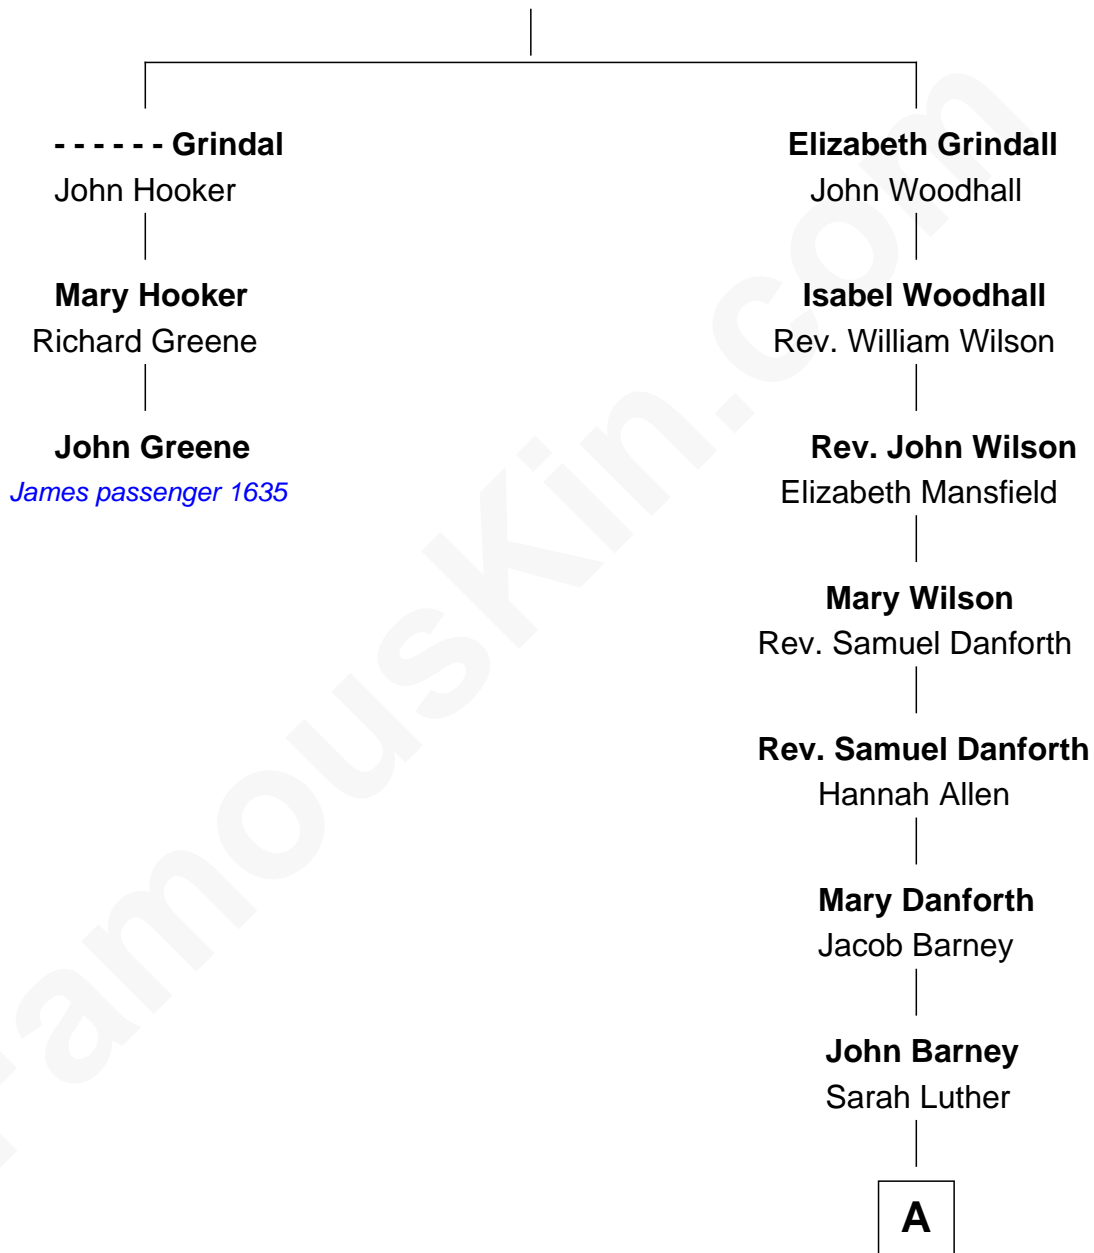 - - - - - - Grindal
John Hooker
Mary Hooker
Richard Greene
John Greene
James passenger 1635
Elizabeth Grindall
John Woodhall
Isabel Woodhall
Rev. William Wilson
Rev. John Wilson
Elizabeth Mansfield
Mary Wilson
Rev. Samuel Danforth
Rev. Samuel Danforth
Hannah Allen
Mary Danforth
Jacob Barney
John Barney
Sarah Luther
A
FamousKin.com